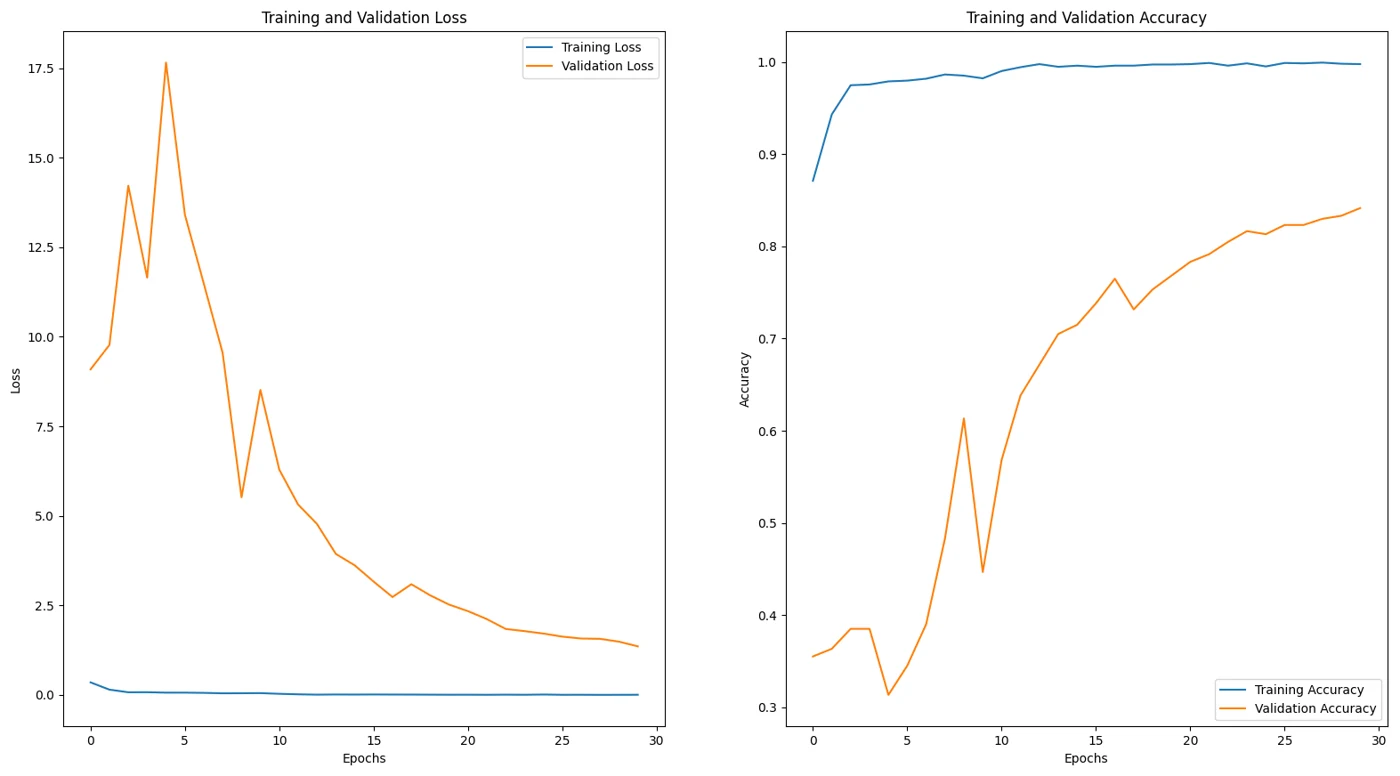 Training and Validation Loss
Training Loss
Validation Loss
17.5
15.0
12.5
10.0
7.5
5.0
2.5
0.0
Loss
0 5 10 15 20 25 30
Epochs
Training and Validation Accuracy
1.0
0.9
0.8
0.7
0.6
0.5
0.4
0.3
Accuracy
Training Accuracy
Validation Accuracy
0 5 10 15 20 25 30
Epochs